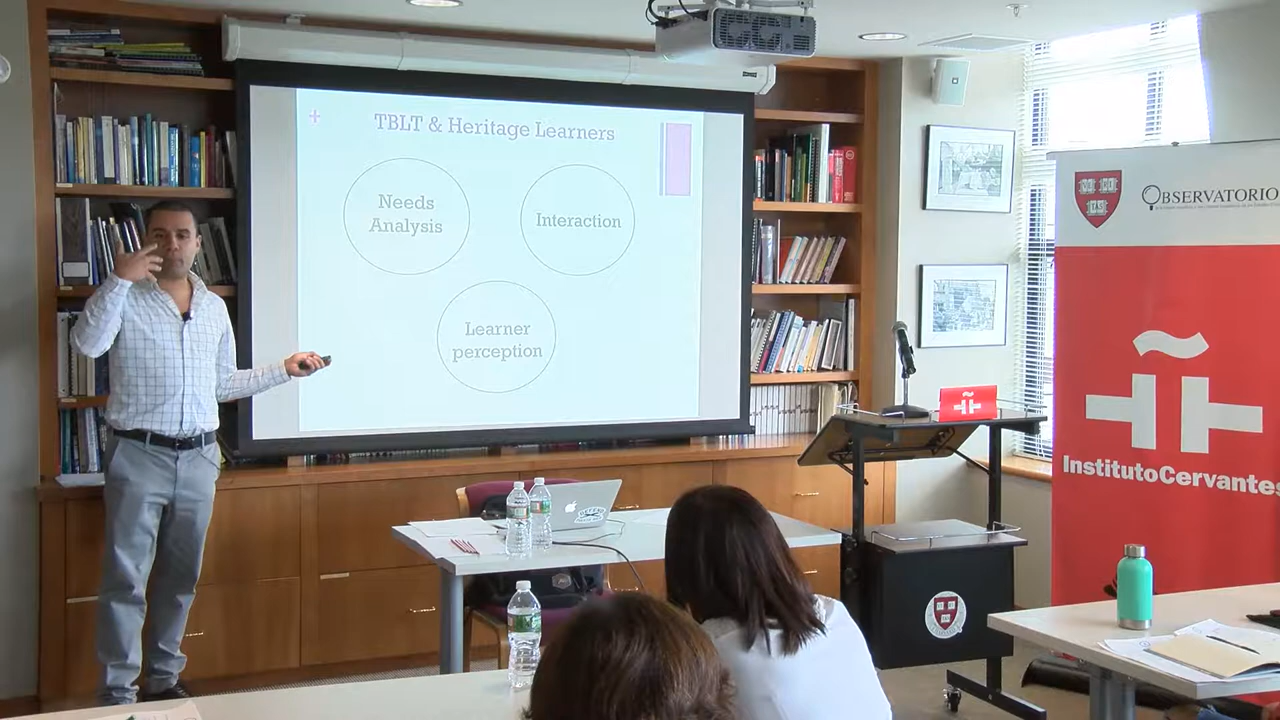 +
TBLT & Heritage Learners
Needs
Analysis
Interaction
Learner
perception
OBSERVATORIO
InstitutoCervantes